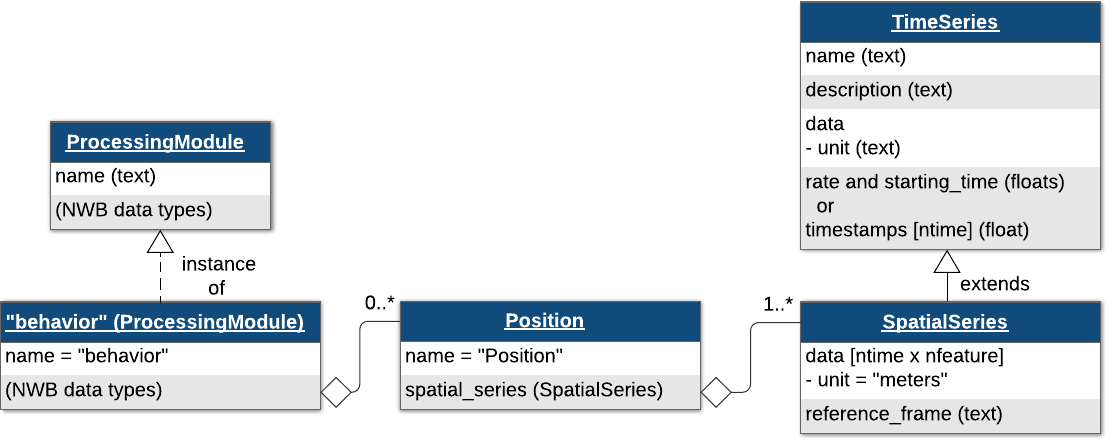 TimeSeries
name (text)
description (text)
data
- unit (text)
rate and starting_time (floats)
or
timestamps [ntime] (float)
ProcessingModule
name (text)
(NWB data types)
instance
of
extends
"behavior" (ProcessingModule)
name = "behavior"
(NWB data types)
0..*
Position
name = "Position"
spatial_series (SpatialSeries)
1..*
SpatialSeries
data [ntime x nfeature]
- unit = "meters"
reference_frame (text)